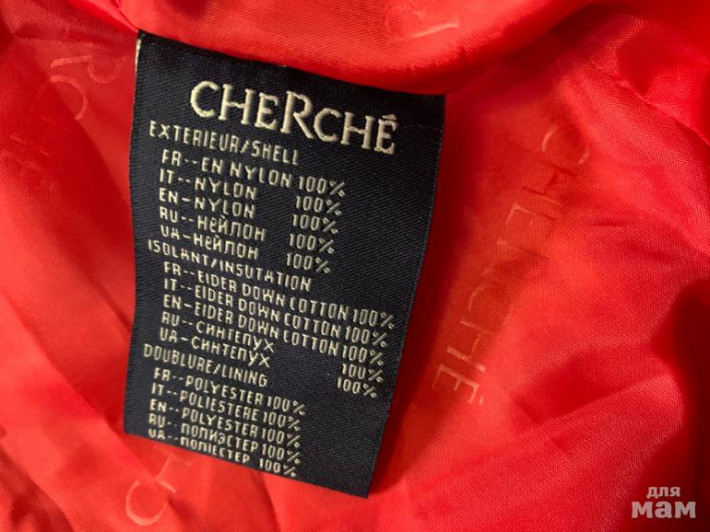 CHERCHÉ
EXTERIEUR/SHELL
FR--EN NYLON 100%
IT--NYLON 100%
EN-NYLON 100%
RU--НЕЙЛОН 100%
UA-НЕЙЛОН 100%
ISOLANT/INSUTATION
FR--EIDER DOWN COTTON 100%
IT--EIDER DOWN COTTON 100%
EN-EIDER DOWN COTTON 100%
RU--СИНТЕПУХ 100%
UA-СИНТЕПУХ 100%
DOUBLURE/LINING
FR--POLYESTER 100%
IT--POLIESTERE 100%
EN--POLYESTER 100%
RU--ПОЛИЭСТЕР 100%
UA--ПОЛІЕСТЕР 100%
CHERCHÉ
для
мам